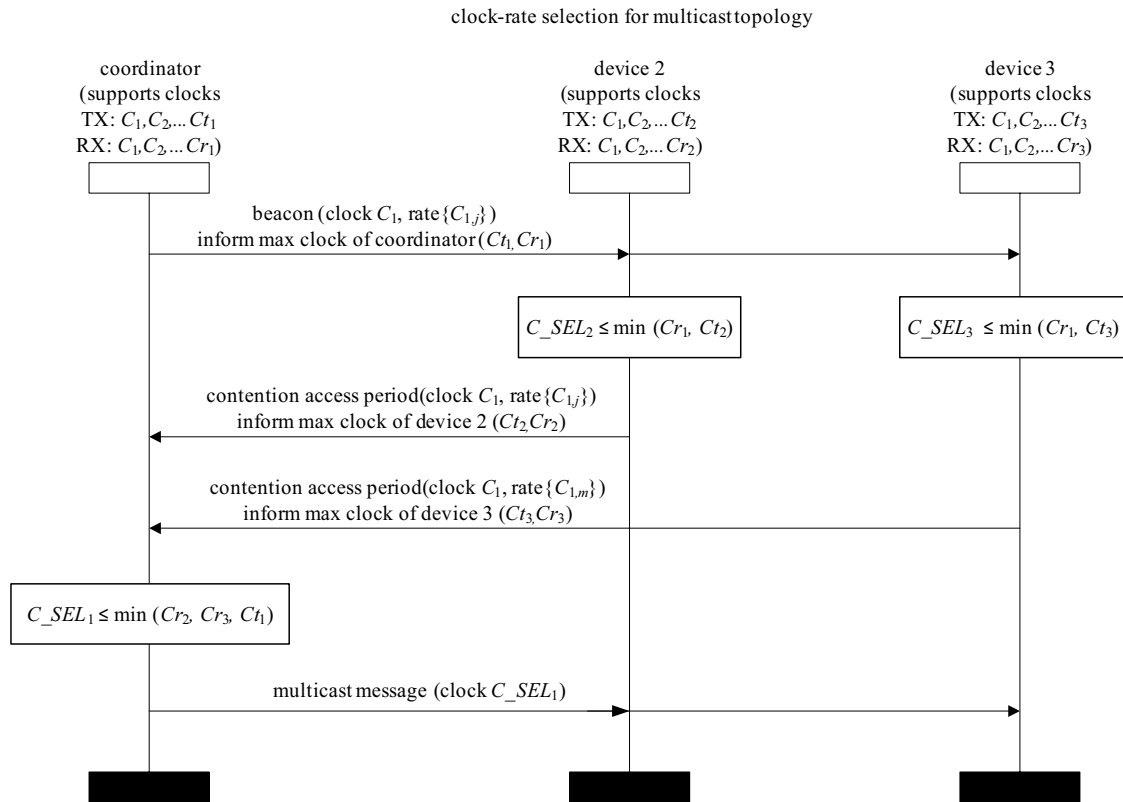 clock-rate selection for multicast topology
coordinator
(supports clocks
TX: C₁,C₂,... Ct₁
RX: C₁,C₂,... Cr₁)
device 2
(supports clocks
TX: C₁,C₂,... Ct₂
RX: C₁,C₂,... Cr₂)
device 3
(supports clocks
TX: C₁,C₂,... Ct₃
RX: C₁,C₂,... Cr₃)
beacon (clock C₁, rate{C₁,ⱼ})
inform max clock of coordinator (Ct₁,Cr₁)
C_SEL₂ ≤ min (Cr₁, Ct₂)
C_SEL₃ ≤ min (Cr₁, Ct₃)
contention access period(clock C₁, rate{C₁,ⱼ})
inform max clock of device 2 (Ct₂,Cr₂)
contention access period(clock C₁, rate{C₁,ₘ})
inform max clock of device 3 (Ct₃,Cr₃)
C_SEL₁ ≤ min (Cr₂, Cr₃, Ct₁)
multicast message (clock C_SEL₁)